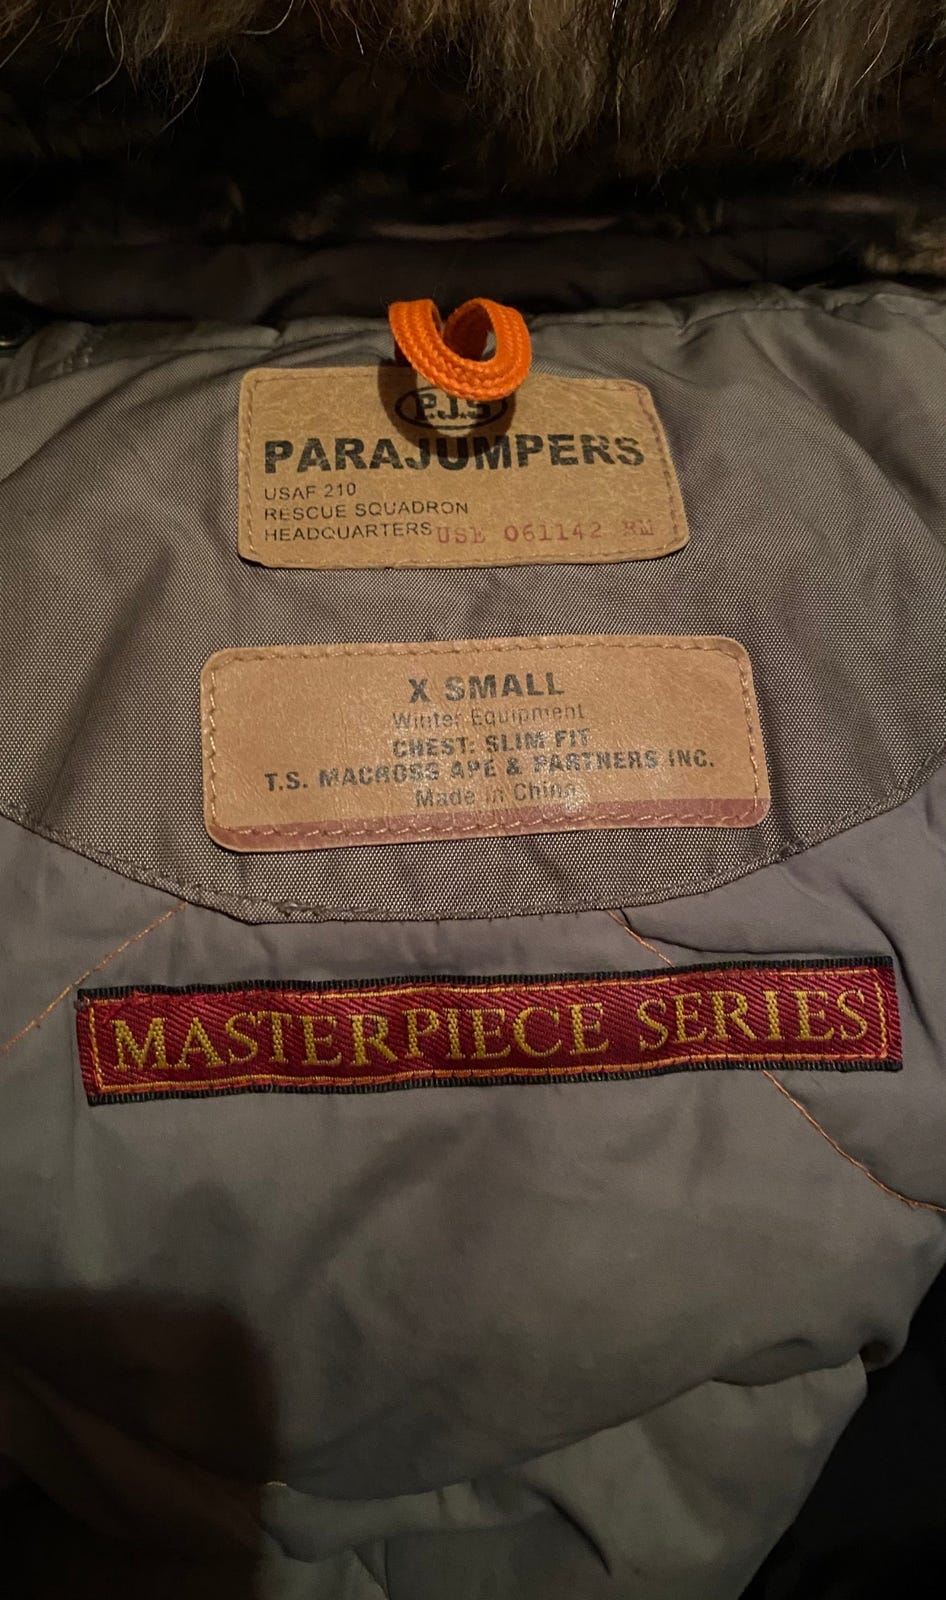 P.J.S
PARAJUMPERS
USAF 210
RESCUE SQUADRON
HEADQUARTERS USE 061142 HM
X SMALL
Winter Equipment
CHEST: SLIM FIT
T.S. MACROSS APE & PARTNERS INC.
Made in China
MASTERPIECE SERIES